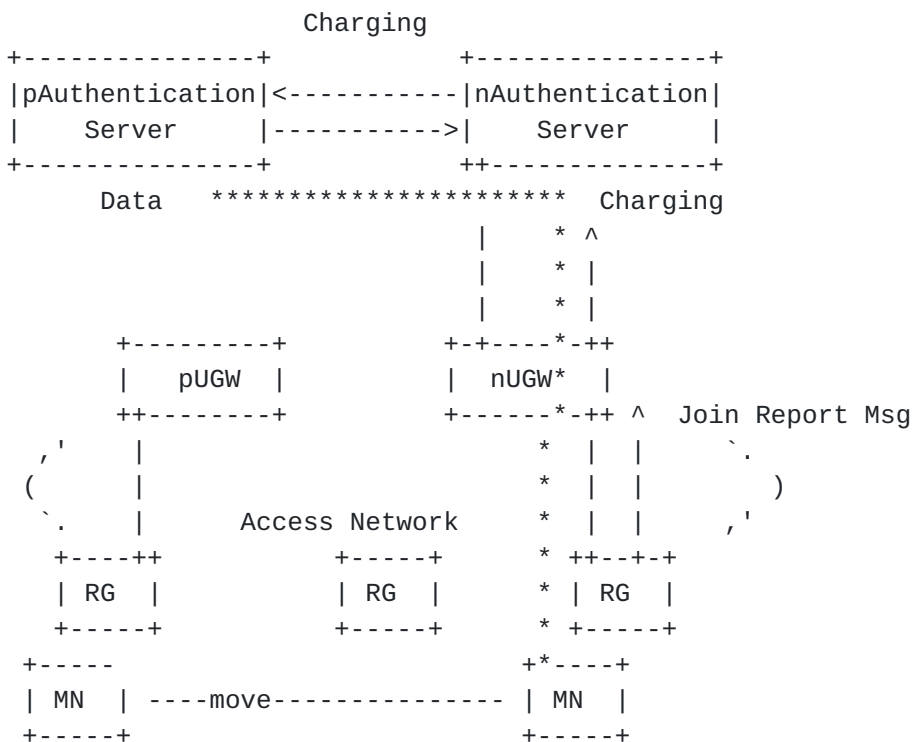 Charging
pAuthentication nAuthentication
Server Server
Data Charging
pUGW nUGW
Join Report Msg
Access Network
RG RG RG
MN ----move--------------- MN